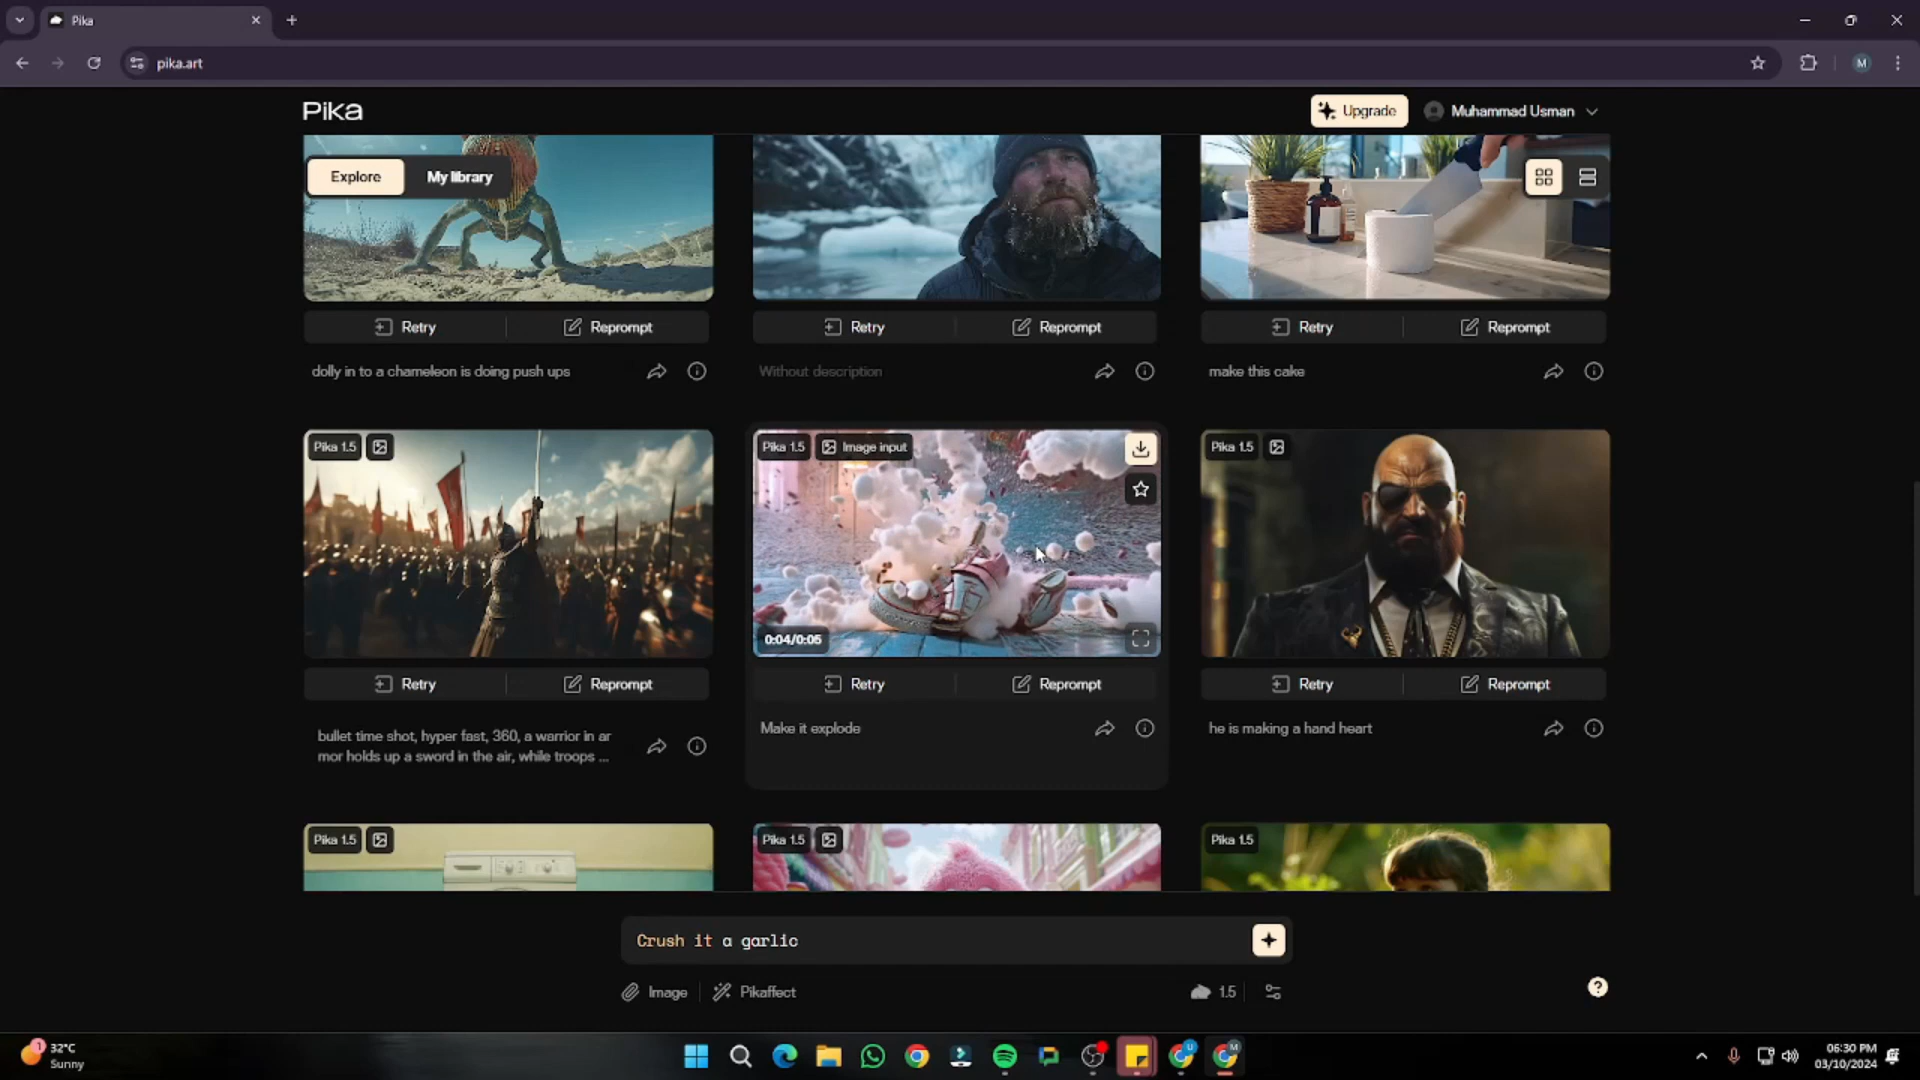 Pika
pika.art
Pika
Upgrade
Muhammad Usman
Explore
My library
Retry
Reprompt
Retry
Reprompt
Retry
Reprompt
dolly in to a chameleon is doing push ups
Without description
make this cake
Pika 1.5
Pika 1.5
Image input
Pika 1.5
0:04/0:05
Retry
Reprompt
Retry
Reprompt
Retry
Reprompt
bullet time shot, hyper fast, 360, a warrior in ar
mor holds up a sword in the air, while troops ...
Make it explode
he is making a hand heart
Pika 1.5
Pika 1.5
Pika 1.5
Crush it a garlic
Image
Pikaffect
1.5
?
1
32°C
Sunny
U
M
M
06:30 PM
03/10/2024